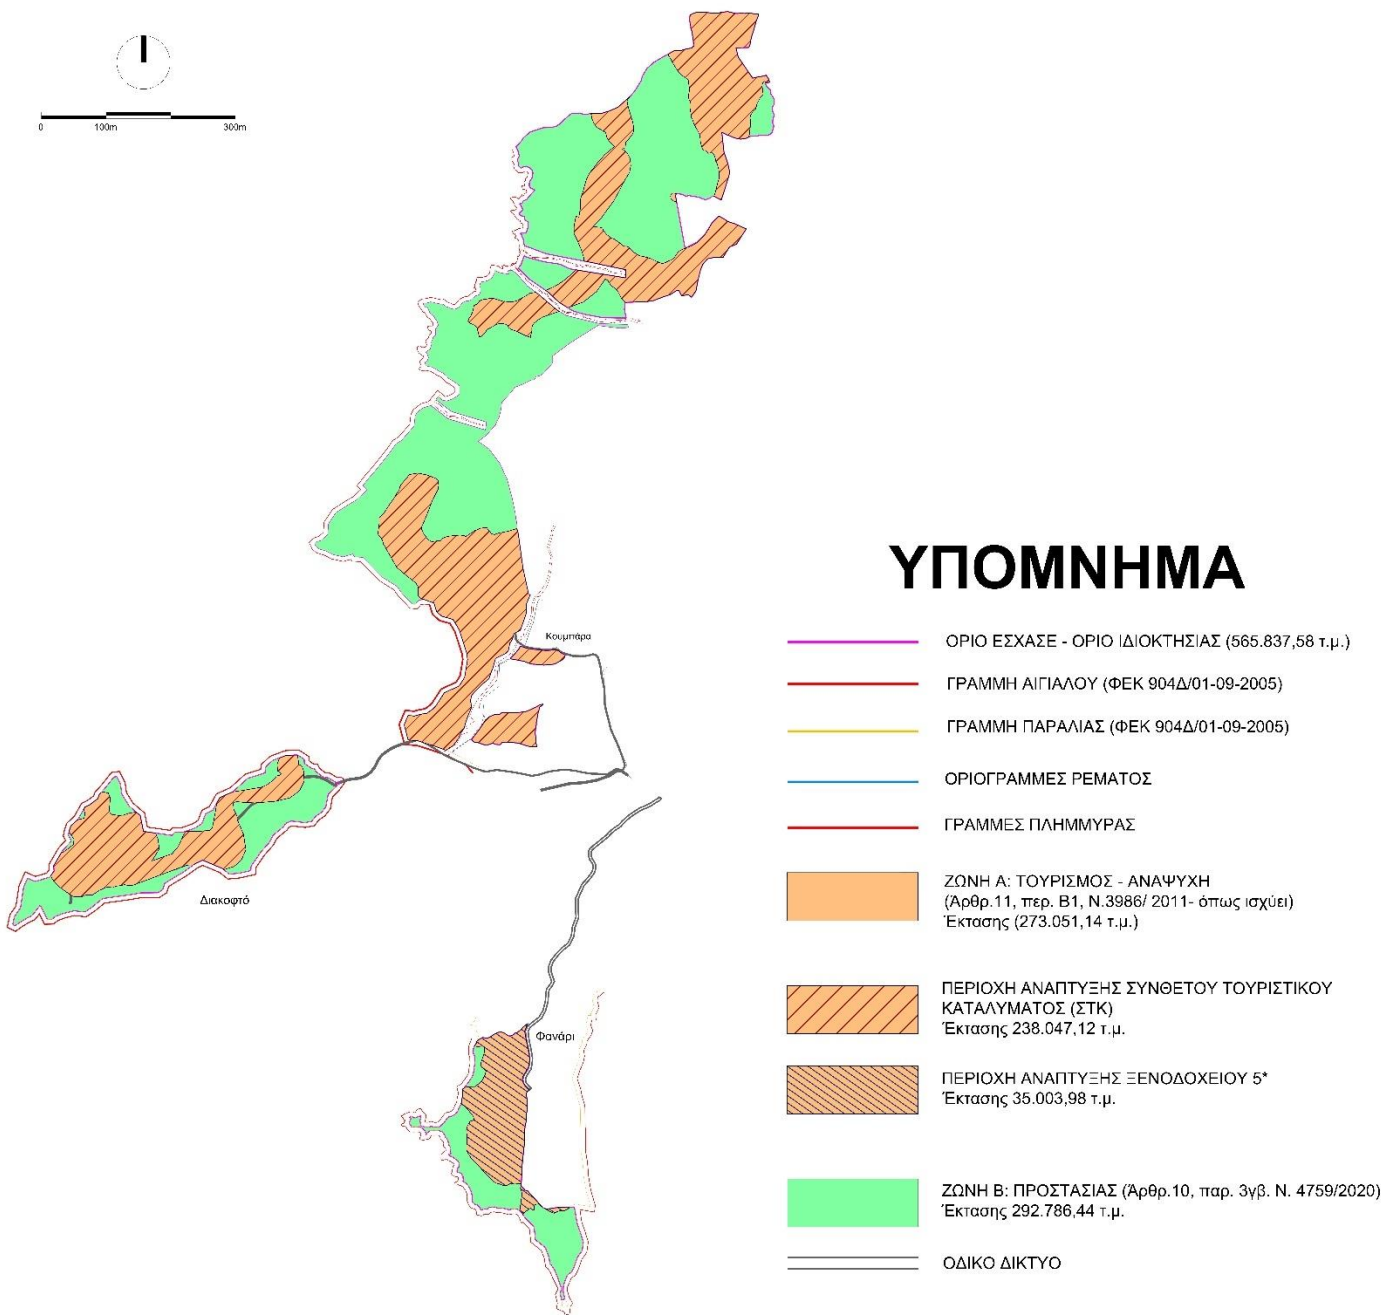 0 100m 300m
Κουμπάρα
Διακοφτό
Φανάρι
ΥΠΟΜΝΗΜΑ
ΟΡΙΟ ΕΣΧΑΣΕ - ΟΡΙΟ ΙΔΙΟΚΤΗΣΙΑΣ (565.837,58 τ.μ.)
ΓΡΑΜΜΗ ΑΙΓΙΑΛΟΥ (ΦΕΚ 904Δ/01-09-2005)
ΓΡΑΜΜΗ ΠΑΡΑΛΙΑΣ (ΦΕΚ 904Δ/01-09-2005)
ΟΡΙΟΓΡΑΜΜΕΣ ΡΕΜΑΤΟΣ
ΓΡΑΜΜΕΣ ΠΛΗΜΜΥΡΑΣ
ΖΩΝΗ Α: ΤΟΥΡΙΣΜΟΣ - ΑΝΑΨΥΧΗ
(Άρθρ.11, περ. Β1, Ν.3986/ 2011- όπως ισχύει)
Έκτασης (273.051,14 τ.μ.)
ΠΕΡΙΟΧΗ ΑΝΑΠΤΥΞΗΣ ΣΥΝΘΕΤΟΥ ΤΟΥΡΙΣΤΙΚΟΥ
ΚΑΤΑΛΥΜΑΤΟΣ (ΣΤΚ)
Έκτασης 238.047,12 τ.μ.
ΠΕΡΙΟΧΗ ΑΝΑΠΤΥΞΗΣ ΞΕΝΟΔΟΧΕΙΟΥ 5*
Έκτασης 35.003,98 τ.μ.
ΖΩΝΗ Β: ΠΡΟΣΤΑΣΙΑΣ (Άρθρ.10, παρ. 3γβ. Ν. 4759/2020)
Έκτασης 292.786,44 τ.μ.
ΟΔΙΚΟ ΔΙΚΤΥΟ